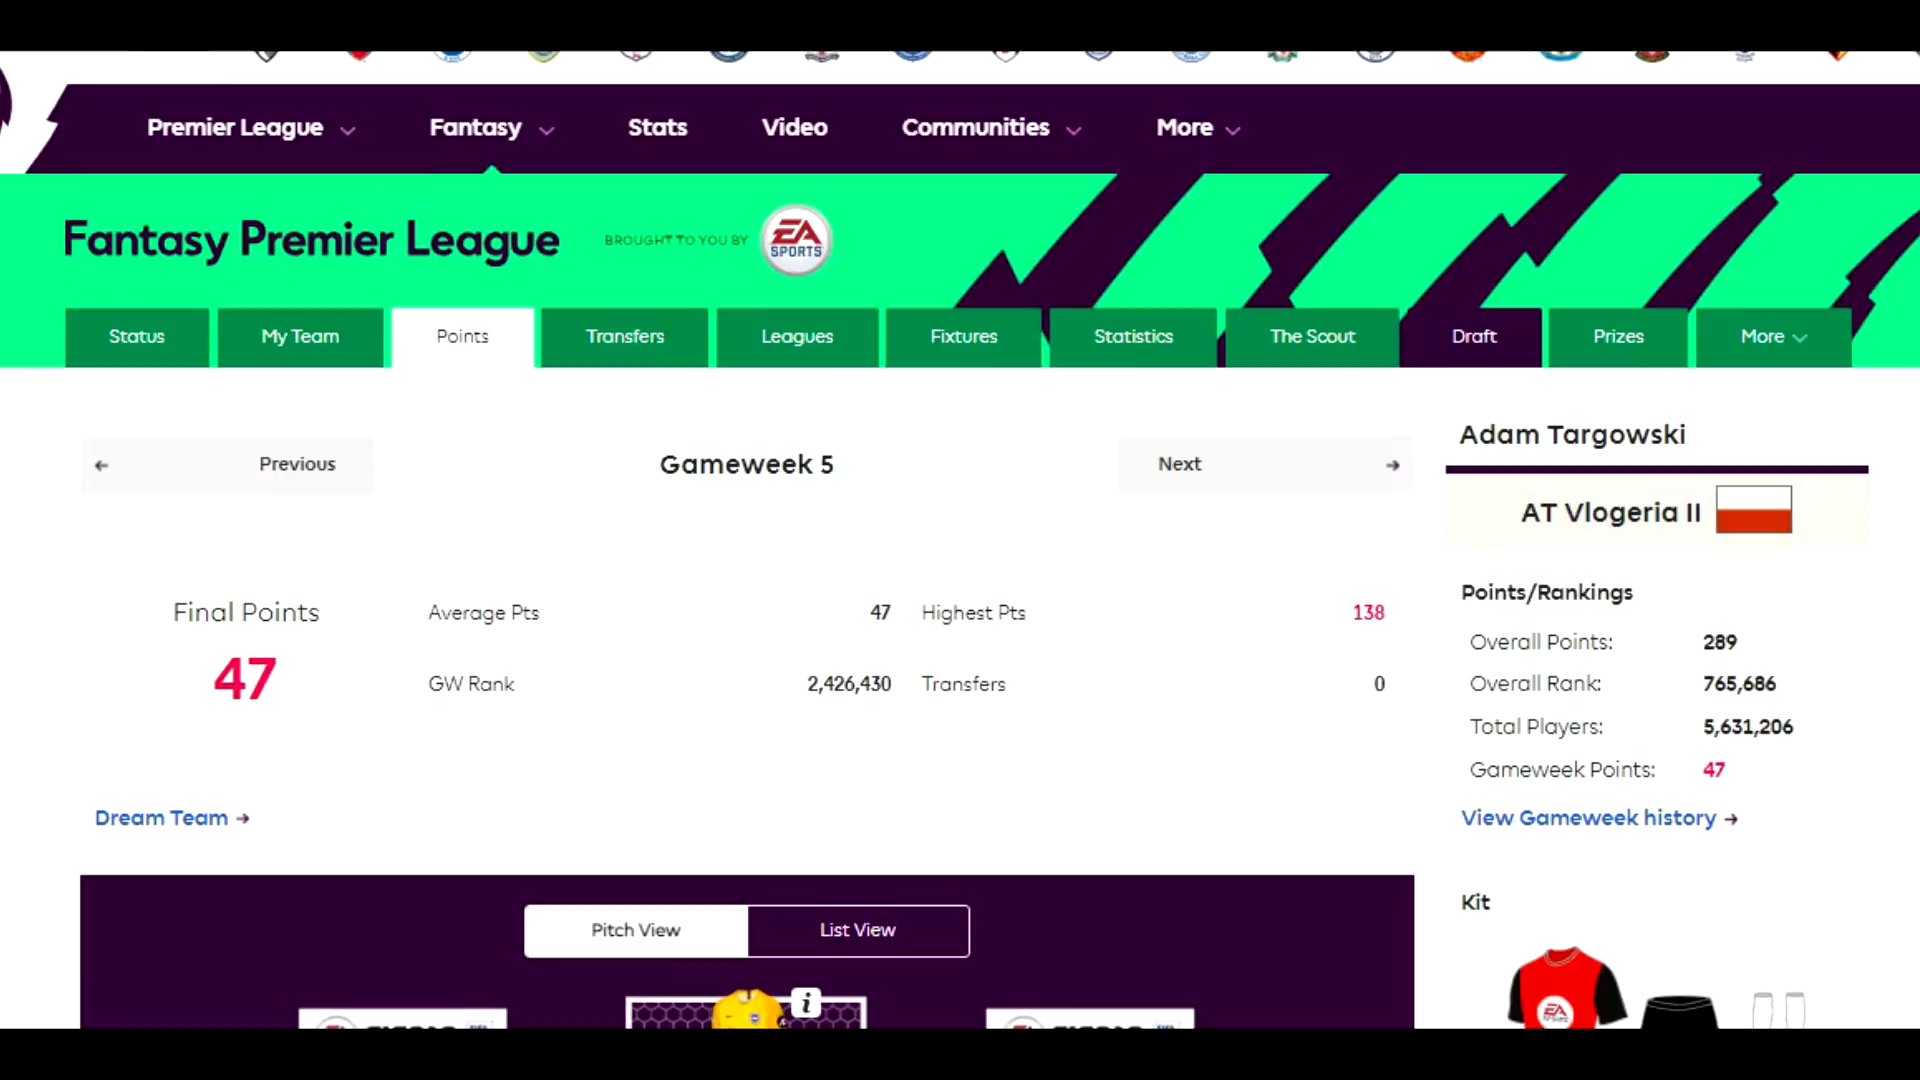 Premier League Fantasy Stats Video Communities More
Fantasy Premier League BROUGHT TO YOU BY EA SPORTS
Status My Team Points Transfers Leagues Fixtures Statistics The Scout Draft Prizes More
Previous Gameweek 5 Next
Final Points
47
Average Pts 47 Highest Pts 138
GW Rank 2,426,430 Transfers 0
Dream Team
Pitch View List View
Adam Targowski
AT Vlogeria II
Points/Rankings
Overall Points: 289
Overall Rank: 765,686
Total Players: 5,631,206
Gameweek Points: 47
View Gameweek history
Kit
EA